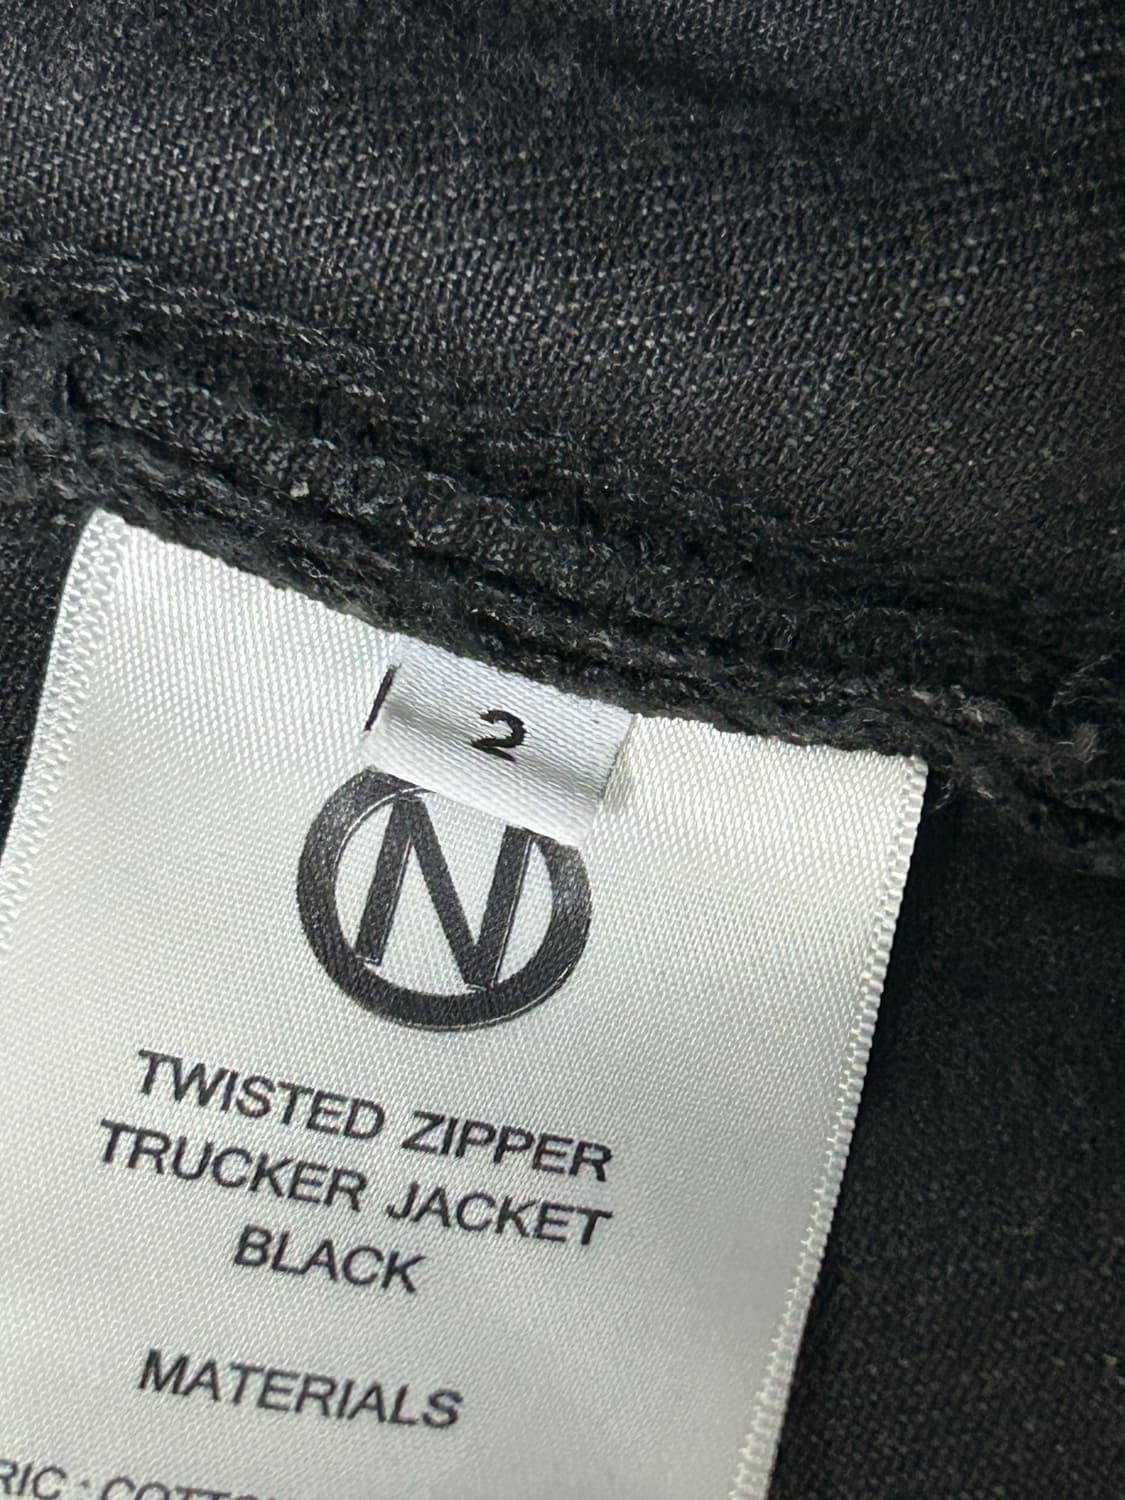 2
N
TWISTED ZIPPER
TRUCKER JACKET
BLACK
MATERIALS